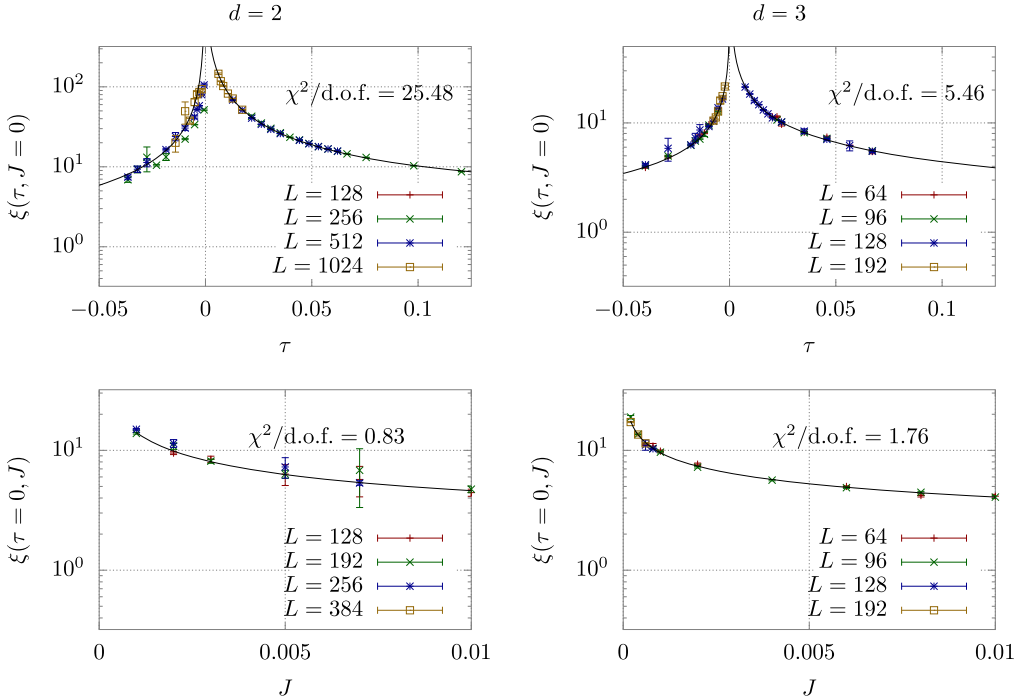 d = 2
d = 3
ξ(τ, J = 0)
10²
10¹
10⁰
χ²/d.o.f. = 25.48
L = 128
L = 256
L = 512
L = 1024
−0.05 0 0.05 0.1
τ
ξ(τ, J = 0)
10¹
10⁰
χ²/d.o.f. = 5.46
L = 64
L = 96
L = 128
L = 192
−0.05 0 0.05 0.1
τ
ξ(τ = 0, J)
10¹
10⁰
χ²/d.o.f. = 0.83
L = 128
L = 192
L = 256
L = 384
0 0.005 0.01
J
ξ(τ = 0, J)
10¹
10⁰
χ²/d.o.f. = 1.76
L = 64
L = 96
L = 128
L = 192
0 0.005 0.01
J